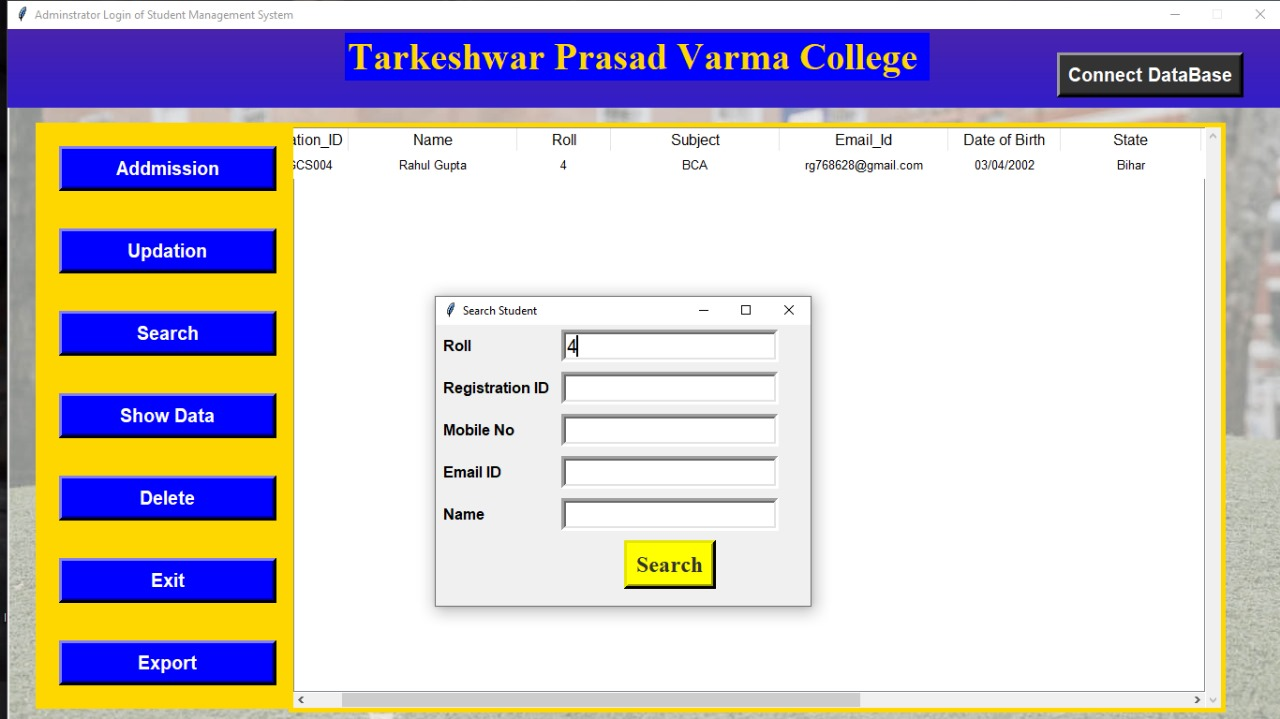 Adminstrator Login of Student Management System
Tarkeshwar Prasad Varma College
Connect DataBase
ation_ID Name Roll Subject Email_Id Date of Birth State
GCS004 Rahul Gupta 4 BCA rg768628@gmail.com 03/04/2002 Bihar
Addmission
Updation
Search
Show Data
Delete
Exit
Export
Search Student
Roll 4
Registration ID
Mobile No
Email ID
Name
Search